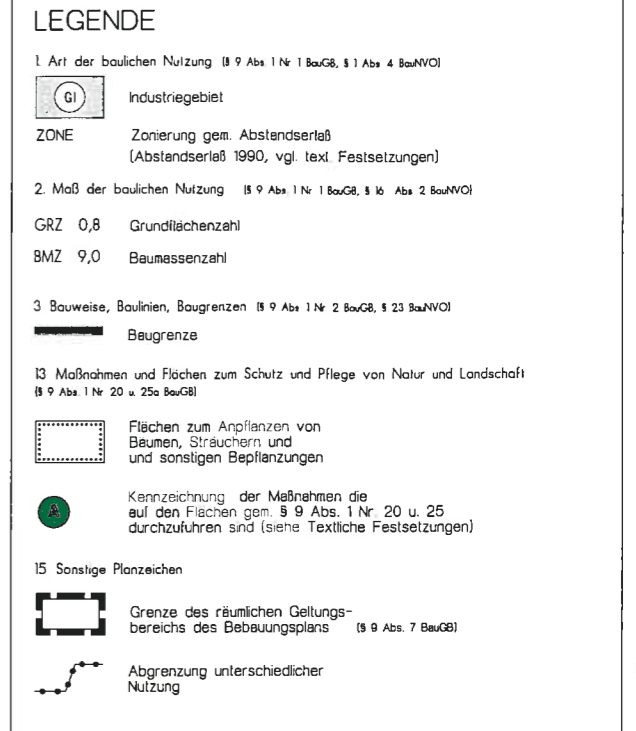 LEGENDE
1. Art der baulichen Nutzung (§ 9 Abs. 1 Nr. 1 BauGB, § 1 Abs 4 BauNVO)
GI Industriegebiet
ZONE Zonierung gem. Abstandserlaß
(Abstandserlaß 1990, vgl. textl. Festsetzungen)
2. Maß der baulichen Nutzung (§ 9 Abs. 1 Nr 1 BauGB, § 16 Abs 2 BauNVO)
GRZ 0,8 Grundflächenzahl
BMZ 9,0 Baumassenzahl
3 Bauweise, Baulinien, Baugrenzen (§ 9 Abs 1 Nr 2 BauGB, § 23 BauNVO)
Baugrenze
13 Maßnahmen und Flächen zum Schutz und Pflege von Natur und Landschaft
(§ 9 Abs. 1 Nr 20 u. 25a BauGB)
Flächen zum Anpflanzen von
Bäumen, Sträuchern und
und sonstigen Bepflanzungen
A Kennzeichnung der Maßnahmen die
auf den Flächen gem. § 9 Abs. 1 Nr. 20 u. 25
durchzuführen sind (siehe Textliche Festsetzungen)
15 Sonstige Planzeichen
Grenze des räumlichen Geltungs-
bereichs des Bebauungsplans (§ 9 Abs. 7 BauGB)
Abgrenzung unterschiedlicher
Nutzung